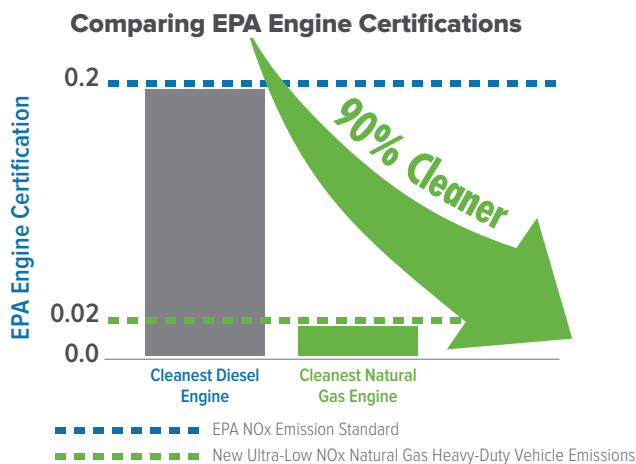 Comparing EPA Engine Certifications
EPA Engine Certification
0.2
90% Cleaner
0.02
0.0
Cleanest Diesel
Engine
Cleanest Natural
Gas Engine
EPA NOx Emission Standard
New Ultra-Low NOx Natural Gas Heavy-Duty Vehicle Emissions